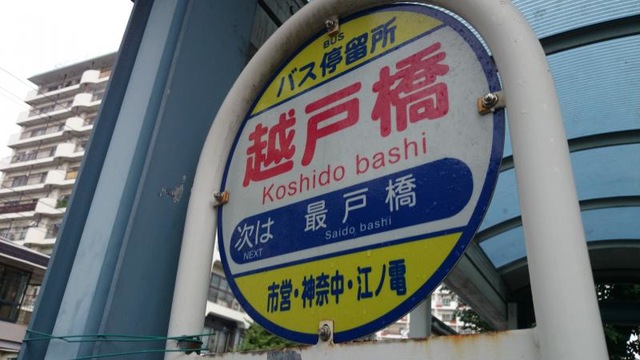 BUS
バス停留所
越戸橋
Koshido bashi
次は 最戸橋
NEXT Saido bashi
市営・神奈中・江ノ電